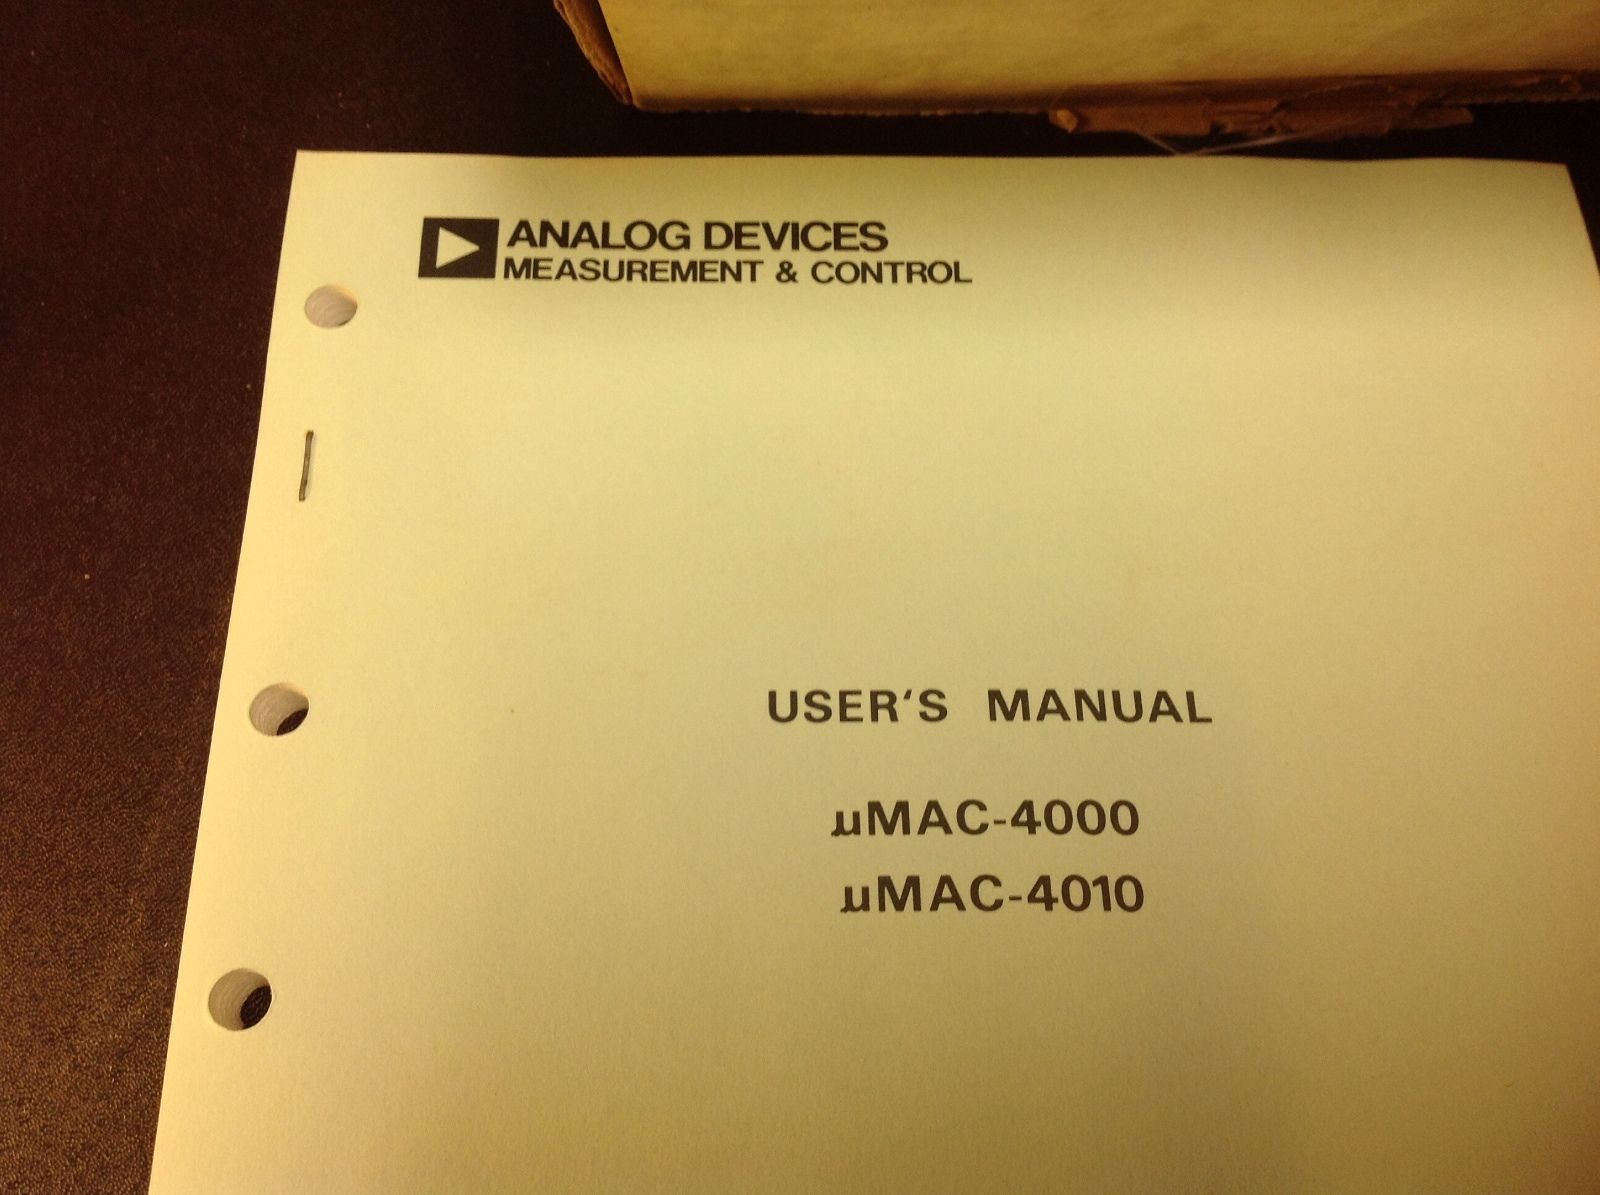 ANALOG DEVICES
MEASUREMENT & CONTROL
USER'S MANUAL
µMAC-4000
µMAC-4010